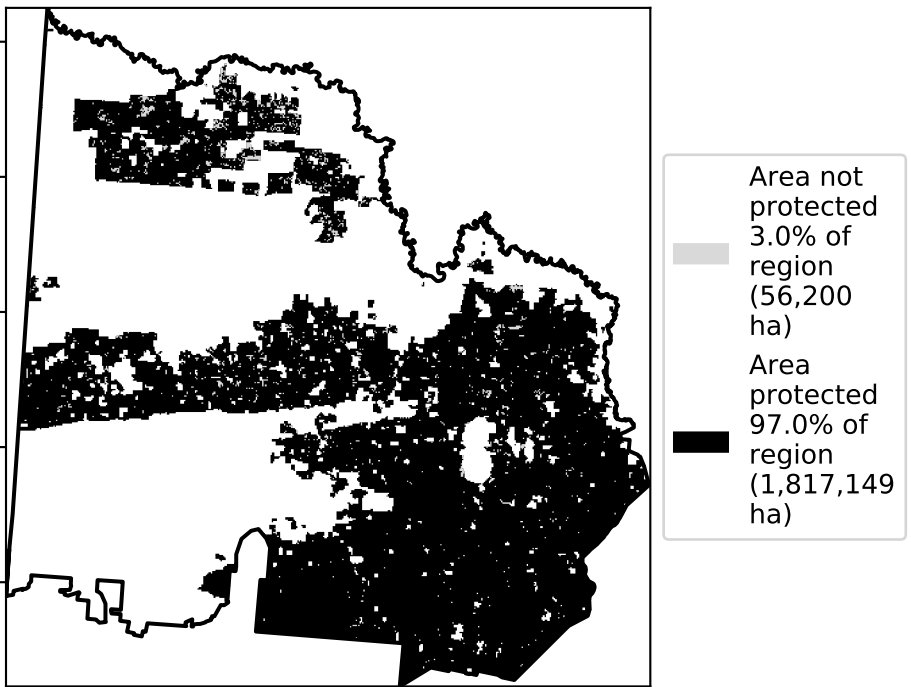 Area not
protected
3.0% of
region
(56,200
ha)
Area
protected
97.0% of
region
(1,817,149
ha)